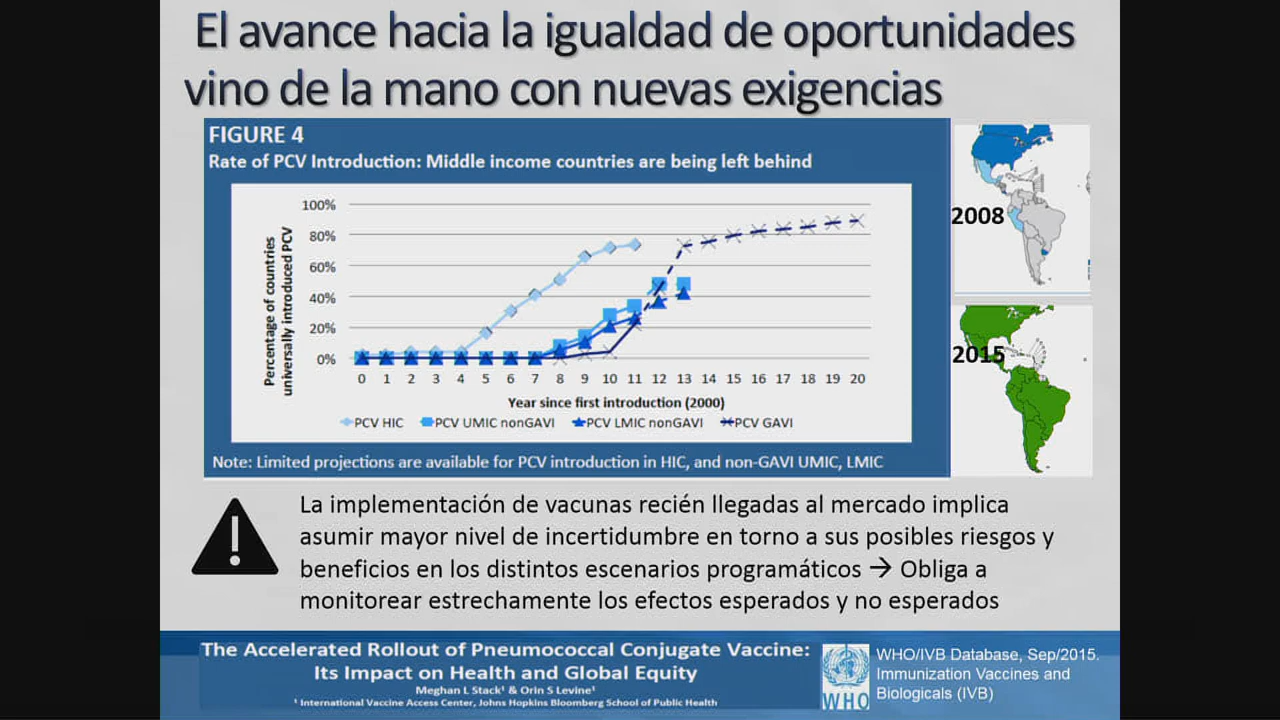 El avance hacia la igualdad de oportunidades
vino de la mano con nuevas exigencias
FIGURE 4
Rate of PCV Introduction: Middle income countries are being left behind
Percentage of countries
universally introduced PCV
100%
80%
60%
40%
20%
0%
0 1 2 3 4 5 6 7 8 9 10 11 12 13 14 15 16 17 18 19 20
Year since first introduction (2000)
PCV HIC PCV UMIC nonGAVI PCV LMIC nonGAVI PCV GAVI
Note: Limited projections are available for PCV introduction in HIC, and non-GAVI UMIC, LMIC
2008
2015
La implementación de vacunas recién llegadas al mercado implica
asumir mayor nivel de incertidumbre en torno a sus posibles riesgos y
beneficios en los distintos escenarios programáticos → Obliga a
monitorear estrechamente los efectos esperados y no esperados
The Accelerated Rollout of Pneumococcal Conjugate Vaccine:
Its Impact on Health and Global Equity
Meghan L Stack¹ & Orin S Levine¹
¹ International Vaccine Access Center, Johns Hopkins Bloomberg School of Public Health
WHO
WHO/IVB Database, Sep/2015.
Immunization Vaccines and
Biologicals (IVB)